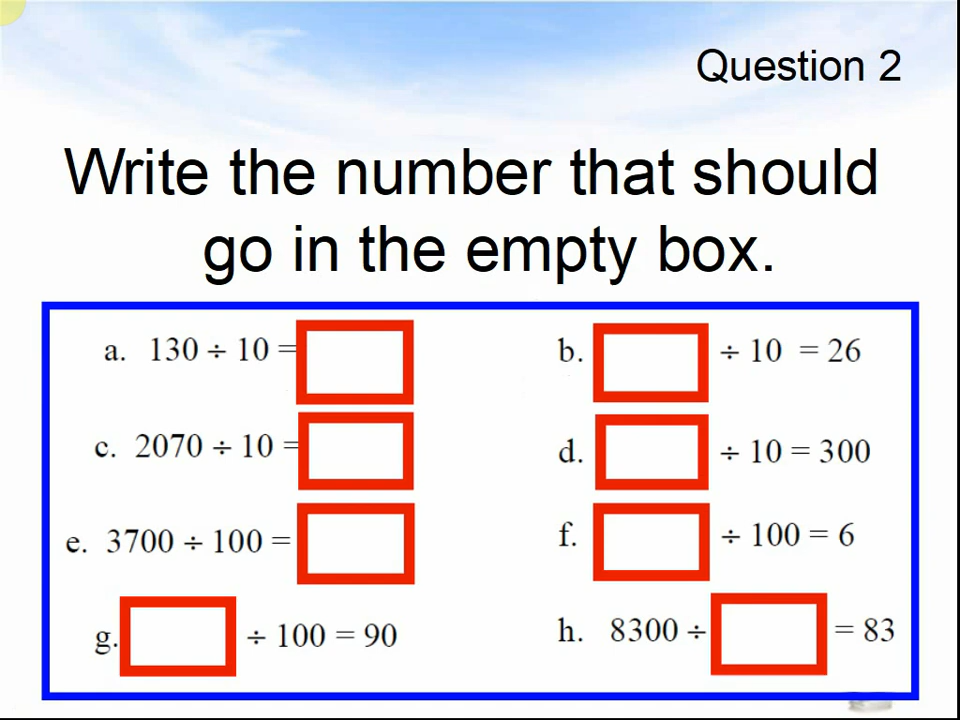 Question 2
Write the number that should
go in the empty box.
a. 130 ÷ 10 =
b. ÷ 10 = 26
c. 2070 ÷ 10 =
d. ÷ 10 = 300
e. 3700 ÷ 100 =
f. ÷ 100 = 6
g. ÷ 100 = 90
h. 8300 ÷ = 83